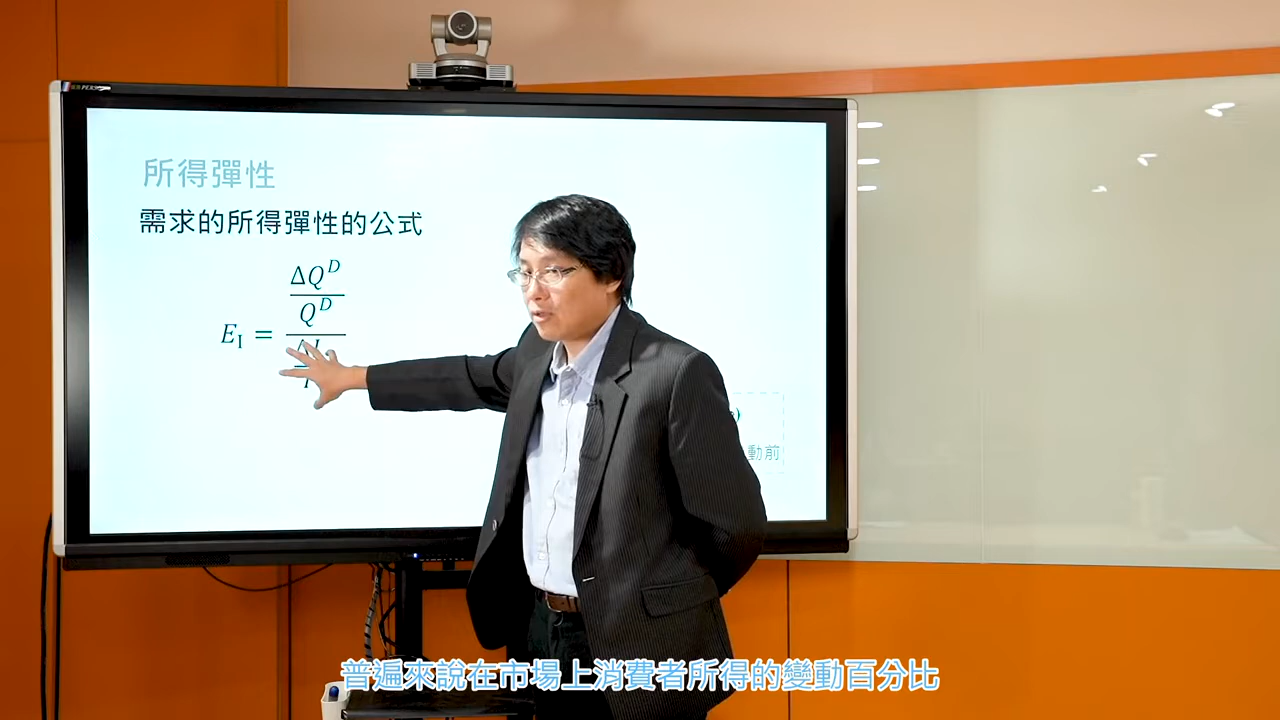 所得彈性
需求的所得彈性的公式
ΔQ^D
Q^D
E_I =
動前
普遍來說在市場上消費者所得的變動百分比